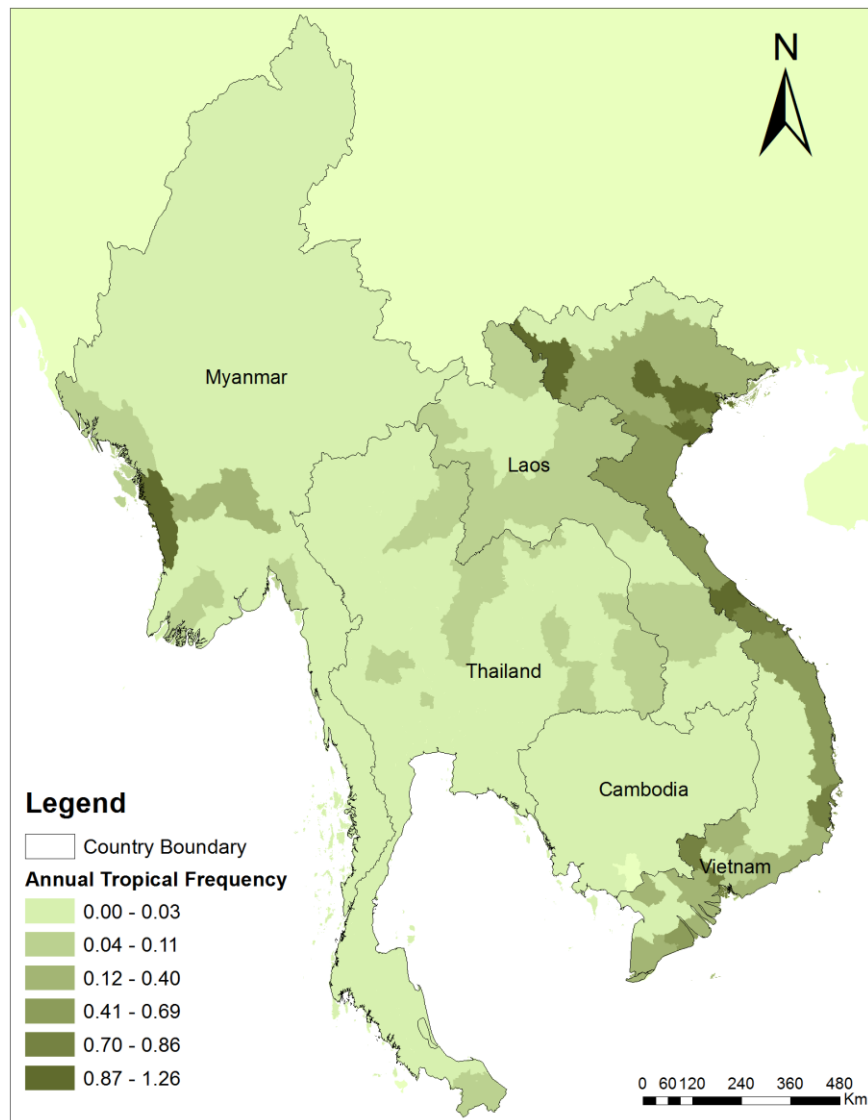 N
Myanmar
Laos
Thailand
Cambodia
Vietnam
Legend
Country Boundary
Annual Tropical Frequency
0.00 - 0.03
0.04 - 0.11
0.12 - 0.40
0.41 - 0.69
0.70 - 0.86
0.87 - 1.26
0 60 120 240 360 480
Km